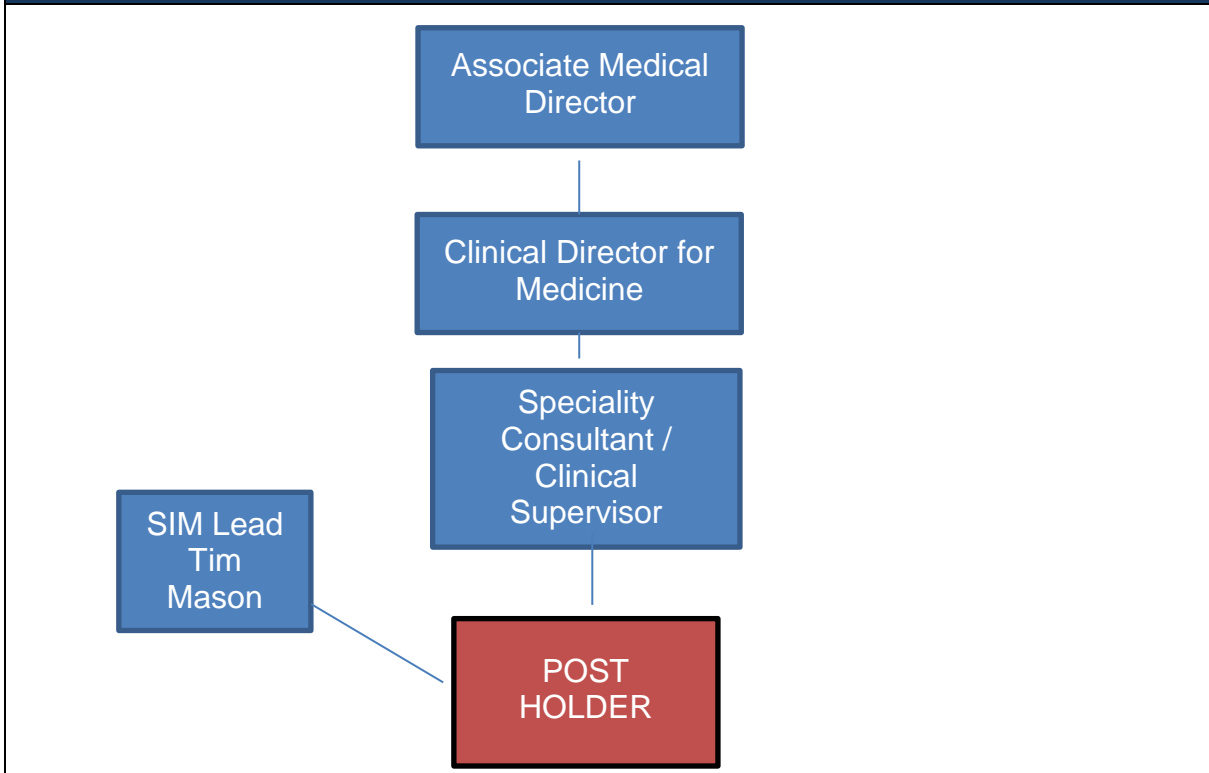 Associate Medical
Director
Clinical Director for
Medicine
Speciality
Consultant /
Clinical
Supervisor
SIM Lead
Tim
Mason
POST
HOLDER